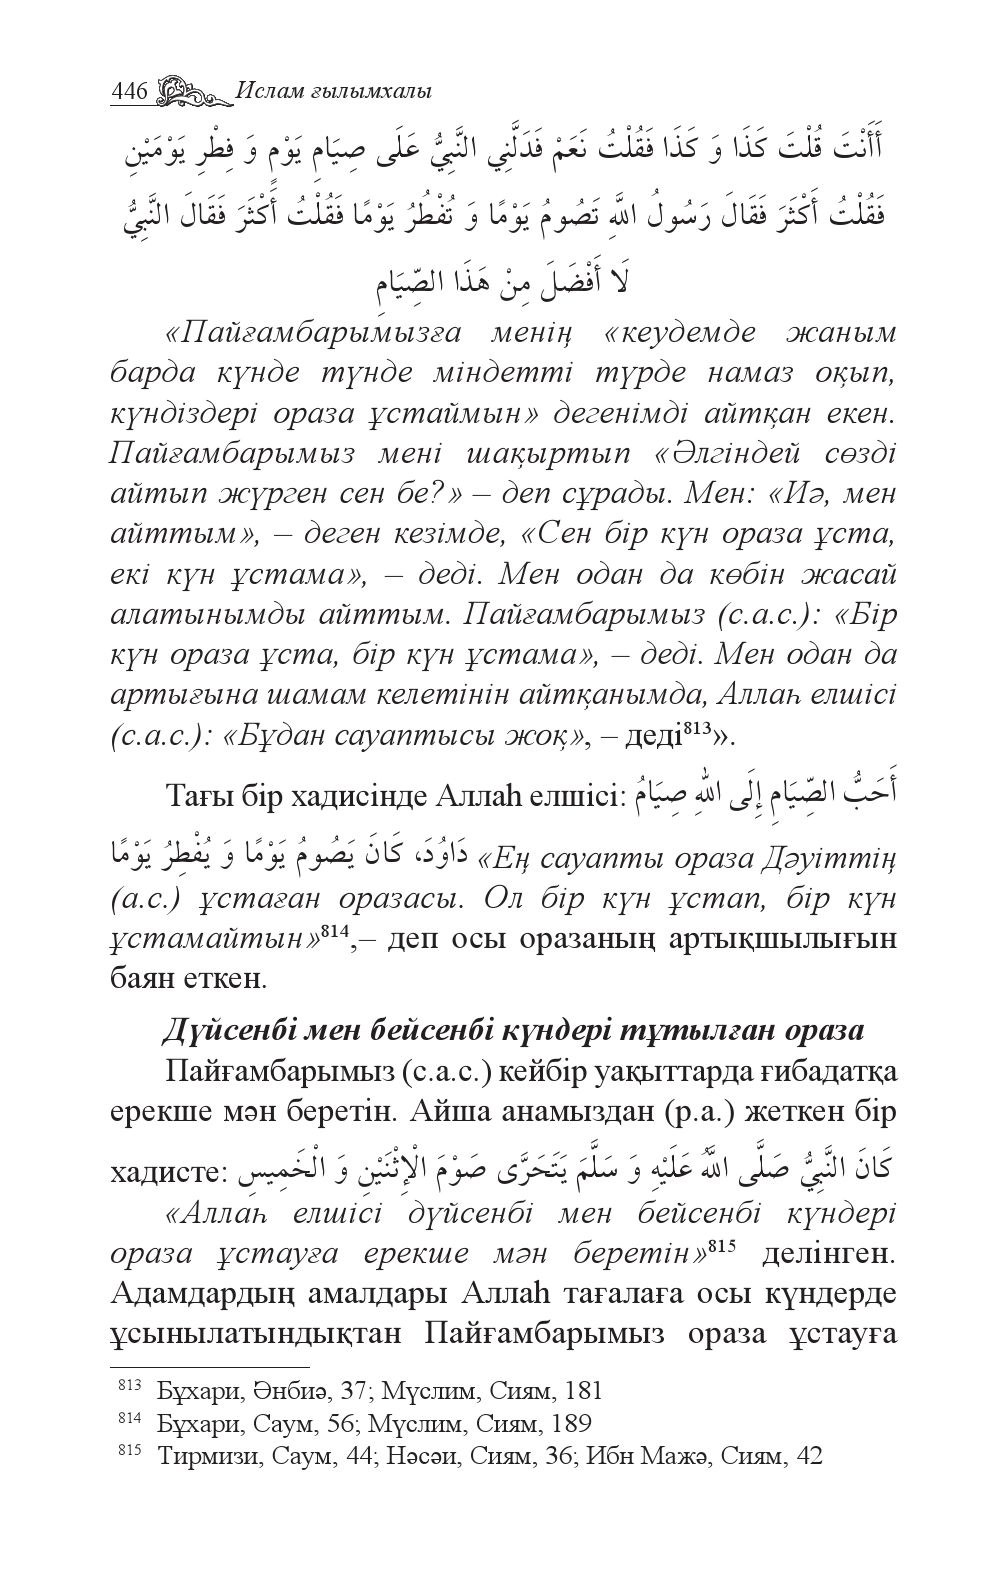 446 Ислам ғылымхалы
أَأَنْتَ قُلْتَ كَذَا وَ كَذَا فَقُلْتُ نَعَمْ فَدَلَّنِي النَّبِيُّ عَلَى صِيَامِ يَوْمٍ وَ فِطْرِ يَوْمَيْنِ
فَقُلْتُ أَكْثَرَ فَقَالَ رَسُولُ اللَّهِ تَصُومُ يَوْمًا وَ تُفْطُرُ يَوْمًا فَقُلْتُ أَكْثَرَ فَقَالَ النَّبِيُّ
لَا أَفْضَلَ مِنْ هَذَا الصِّيَامِ
«Пайғамбарымызға менің «кеудемде жаным
барда күнде түнде міндетті түрде намаз оқып,
күндіздері ораза ұстаймын» дегенімді айтқан екен.
Пайғамбарымыз мені шақыртып «Әлгіндей сөзді
айтып жүрген сен бе?» – деп сұрады. Мен: «Иә, мен
айттым», – деген кезімде, «Сен бір күн ораза ұста,
екі күн ұстама», – деді. Мен одан да көбін жасай
алатынымды айттым. Пайғамбарымыз (с.а.с.): «Бір
күн ораза ұста, бір күн ұстама», – деді. Мен одан да
артығына шамам келетінін айтқанымда, Аллаһ елшісі
(с.а.с.): «Бұдан сауаптысы жоқ», – деді⁸¹³».
Тағы бір хадисінде Аллаһ елшісі: أَحَبُّ الصِّيَامِ إِلَى اللهِ صِيَامُ
دَاوُدَ، كَانَ يَصُومُ يَوْمًا وَ يُفْطِرُ يَوْمًا «Ең сауапты ораза Дәуіттің
(а.с.) ұстаған оразасы. Ол бір күн ұстап, бір күн
ұстамайтын»⁸¹⁴,– деп осы оразаның артықшылығын
баян еткен.
Дүйсенбі мен бейсенбі күндері тұтылған ораза
Пайғамбарымыз (с.а.с.) кейбір уақыттарда ғибадатқа
ерекше мән беретін. Айша анамыздан (р.а.) жеткен бір
хадисте: كَانَ النَّبِيُّ صَلَّى اللَّهُ عَلَيْهِ وَ سَلَّمَ يَتَحَرَّى صَوْمَ الْإِثْنَيْنِ وَ الْخَمِيسِ
«Аллаһ елшісі дүйсенбі мен бейсенбі күндері
ораза ұстауға ерекше мән беретін»⁸¹⁵ делінген.
Адамдардың амалдары Аллаһ тағалаға осы күндерде
ұсынылатындықтан Пайғамбарымыз ораза ұстауға
813 Бұхари, Әнбиә, 37; Мүслим, Сиям, 181
814 Бұхари, Саум, 56; Мүслим, Сиям, 189
815 Тирмизи, Саум, 44; Нәсәи, Сиям, 36; Ибн Мажә, Сиям, 42